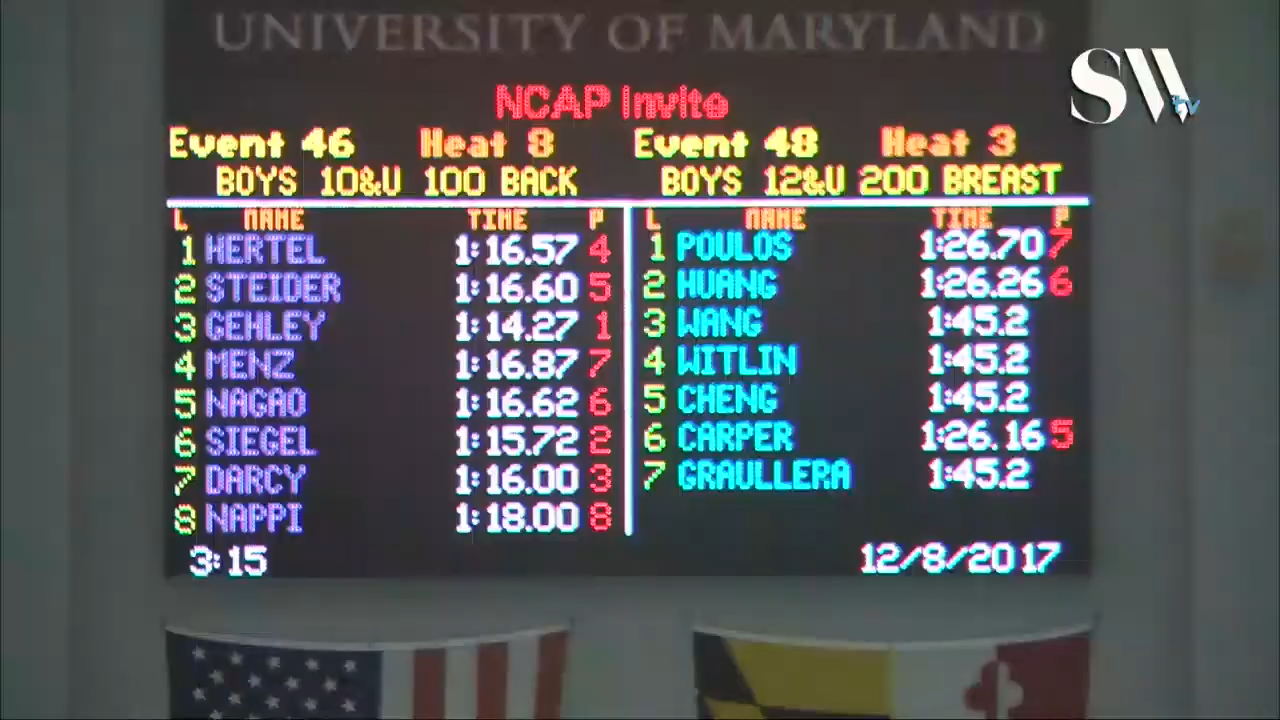 UNIVERSITY OF MARYLAND
SW tv
NCAP Invite
Event 46 Heat 8 Event 48 Heat 3
BOYS 10&U 100 BACK BOYS 12&U 200 BREAST
L NAME TIME P L NAME TIME P
1 HERTEL 1:16.57 4 1 POULOS 1:26.70 7
2 STEIDER 1:16.60 5 2 HUANG 1:26.26 6
3 GEHLEY 1:14.27 1 3 WANG 1:45.2
4 MENZ 1:16.87 7 4 WITLIN 1:45.2
5 NAGAO 1:16.62 6 5 CHENG 1:45.2
6 SIEGEL 1:15.72 2 6 CARPER 1:26.16 5
7 DARCY 1:16.00 3 7 GRAULLERA 1:45.2
8 NAPPI 1:18.00 8
3:15 12/8/2017